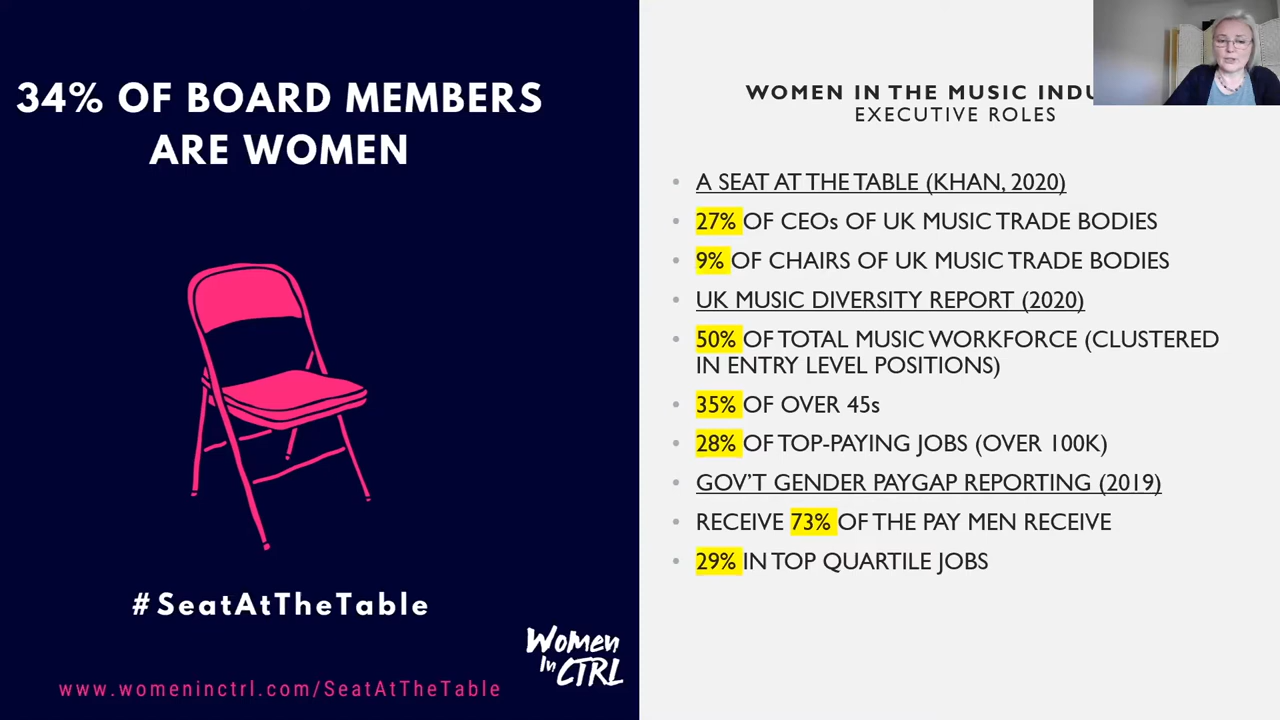 34% OF BOARD MEMBERS
ARE WOMEN
#SeatAtTheTable
Women
In CTRL
www.womeninctrl.com/SeatAtTheTable
WOMEN IN THE MUSIC
EXECUTIVE ROLES
• A SEAT AT THE TABLE (KHAN, 2020)
• 27% OF CEOs OF UK MUSIC TRADE BODIES
• 9% OF CHAIRS OF UK MUSIC TRADE BODIES
• UK MUSIC DIVERSITY REPORT (2020)
• 50% OF TOTAL MUSIC WORKFORCE (CLUSTERED
IN ENTRY LEVEL POSITIONS)
• 35% OF OVER 45s
• 28% OF TOP-PAYING JOBS (OVER 100K)
• GOV'T GENDER PAYGAP REPORTING (2019)
• RECEIVE 73% OF THE PAY MEN RECEIVE
• 29% IN TOP QUARTILE JOBS